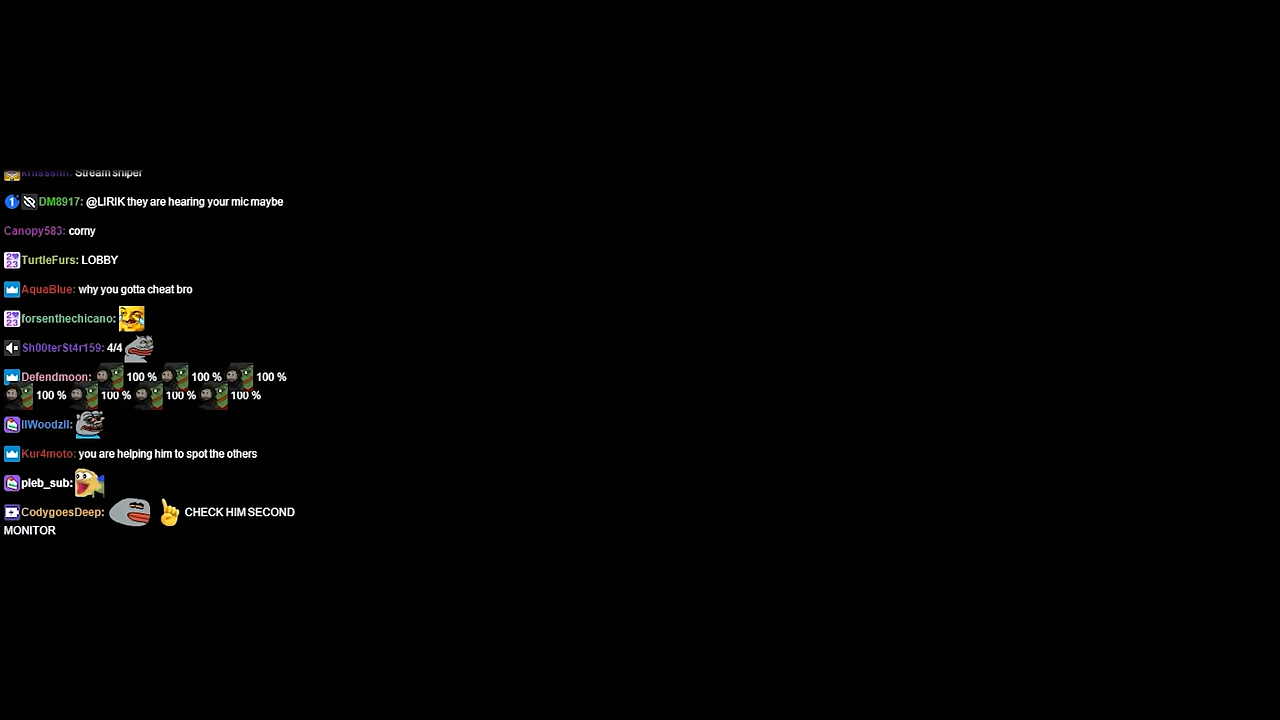 Stream sniper
DM8917: @LIRIK they are hearing your mic maybe
Canopy583: corny
TurtleFurs: LOBBY
AquaBlue: why you gotta cheat bro
forsenthechicano:
Sh00terSt4r159: 4/4
Defendmoon: 100 % 100 % 100 %
100 % 100 % 100 % 100 %
IIWoodzII:
Kur4moto: you are helping him to spot the others
pleb_sub:
CodygoesDeep: CHECK HIM SECOND
MONITOR